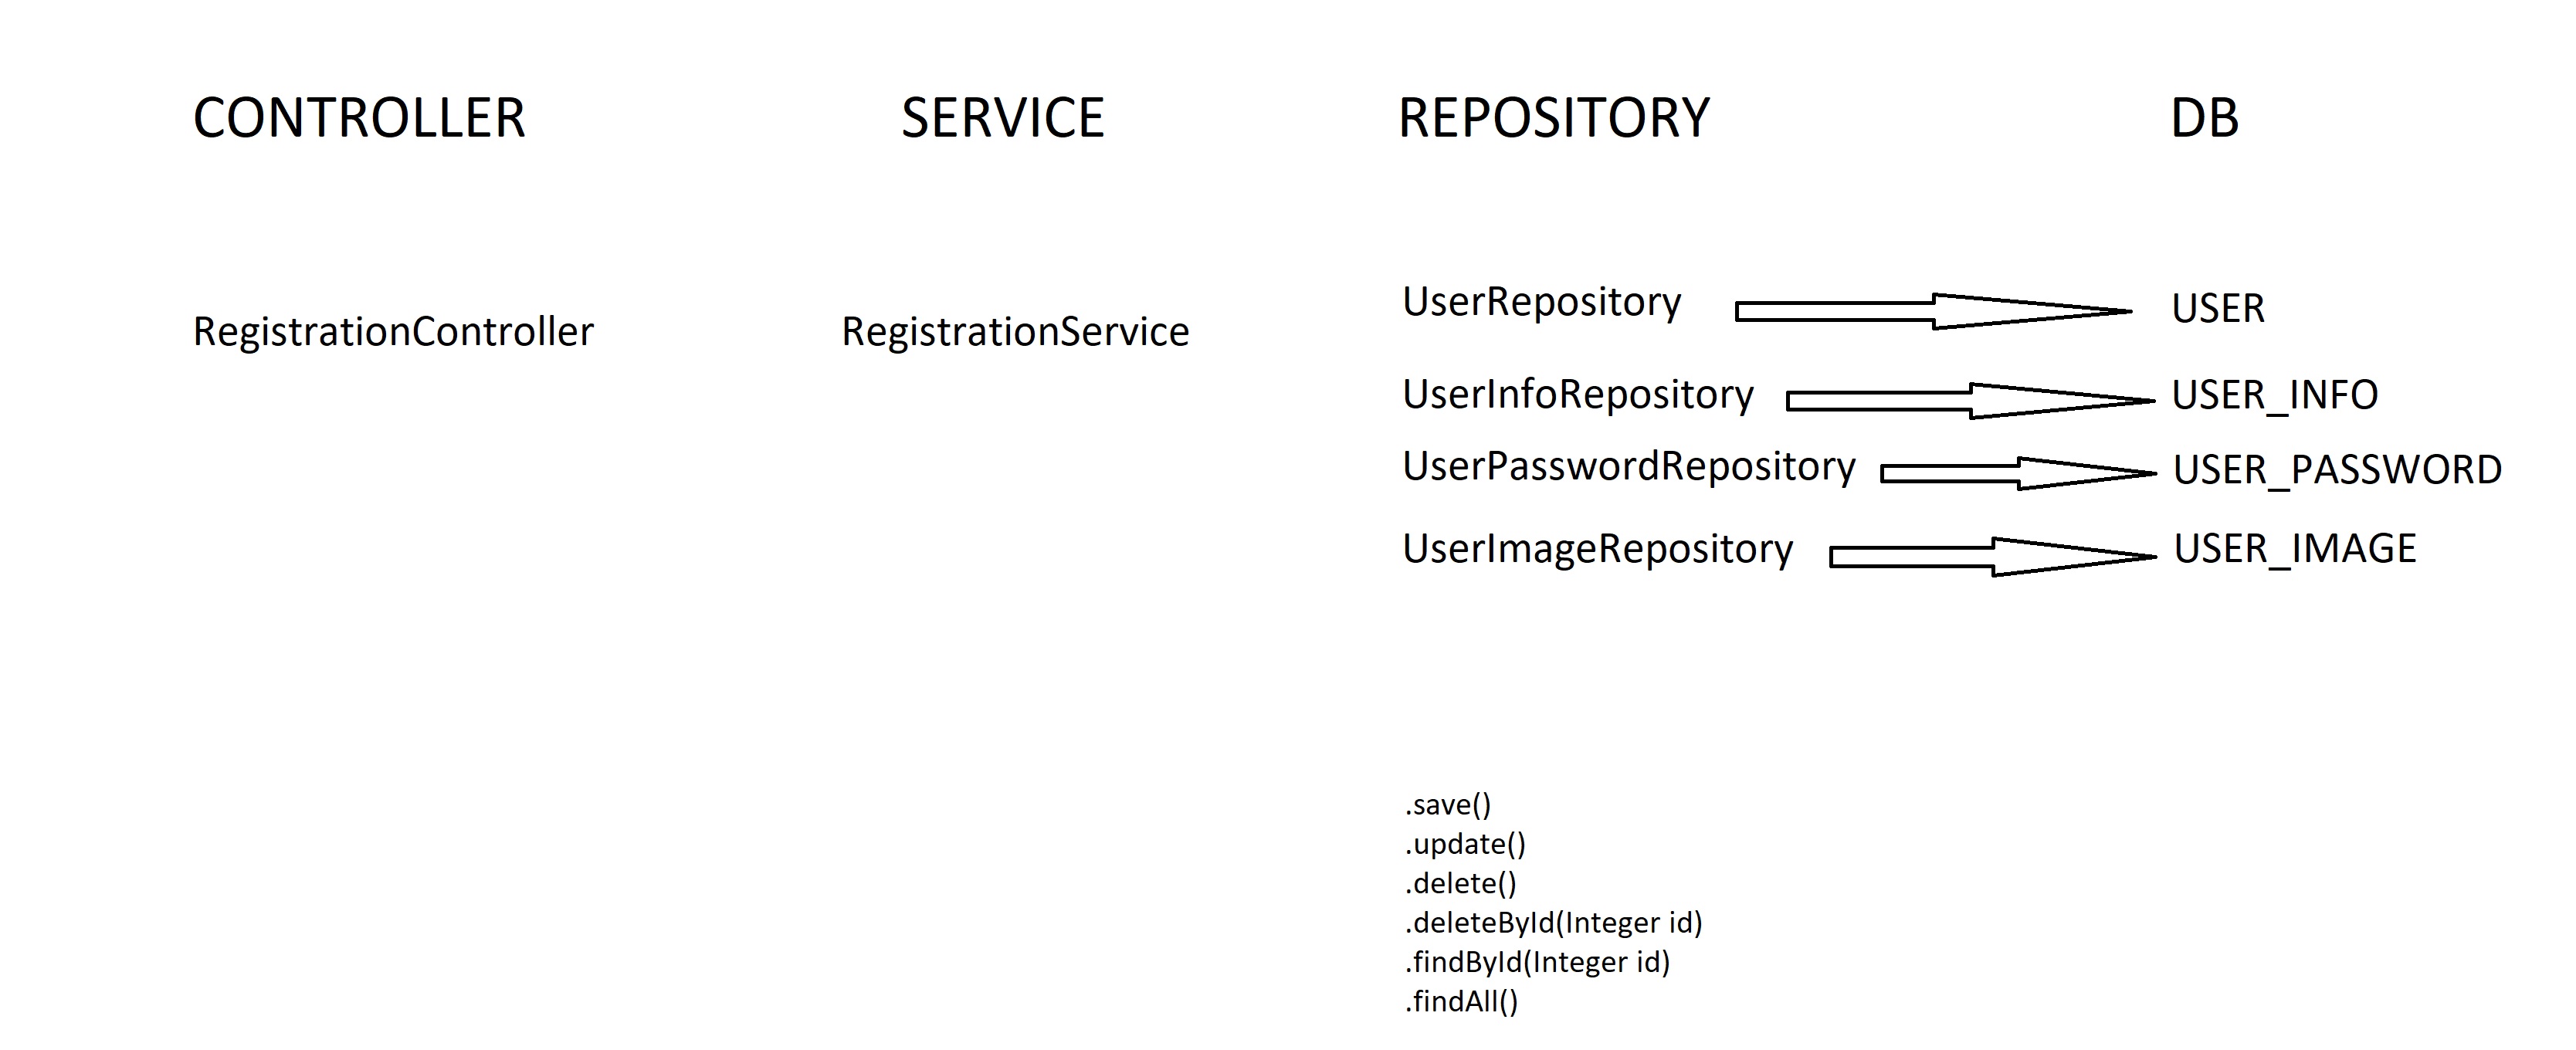 CONTROLLER SERVICE REPOSITORY DB
RegistrationController RegistrationService UserRepository USER
UserInfoRepository USER_INFO
UserPasswordRepository USER_PASSWORD
UserImageRepository USER_IMAGE
.save()
.update()
.delete()
.deleteById(Integer id)
.findById(Integer id)
.findAll()